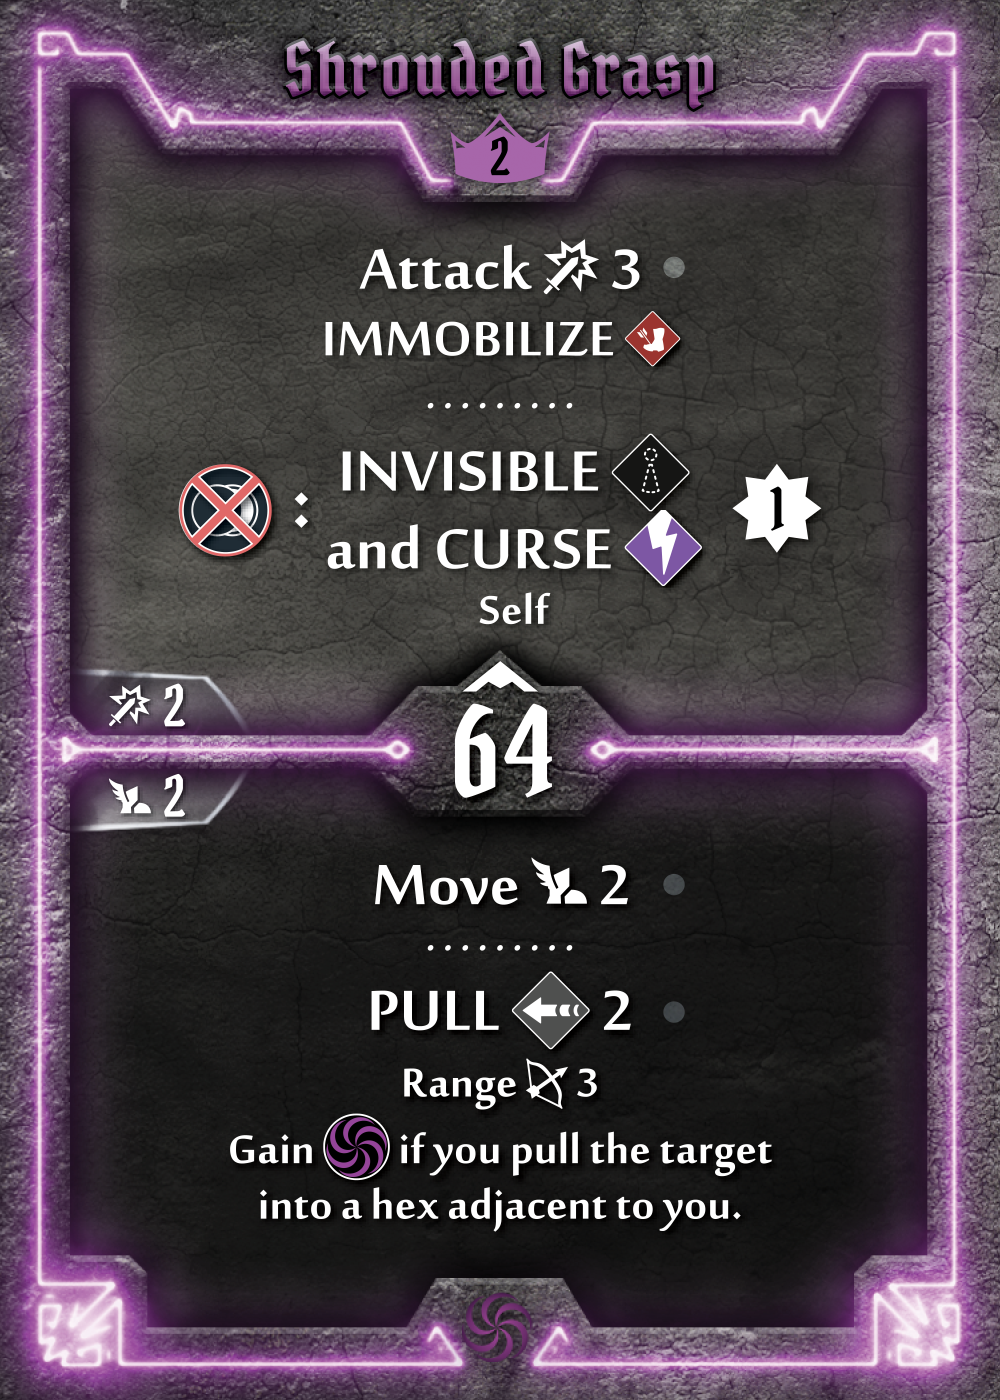 Shrouded Grasp
2
Attack 3
IMMOBILIZE
.........
: INVISIBLE
and CURSE
1
Self
2
64
2
Move 2
.........
PULL 2
Range 3
Gain if you pull the target
into a hex adjacent to you.